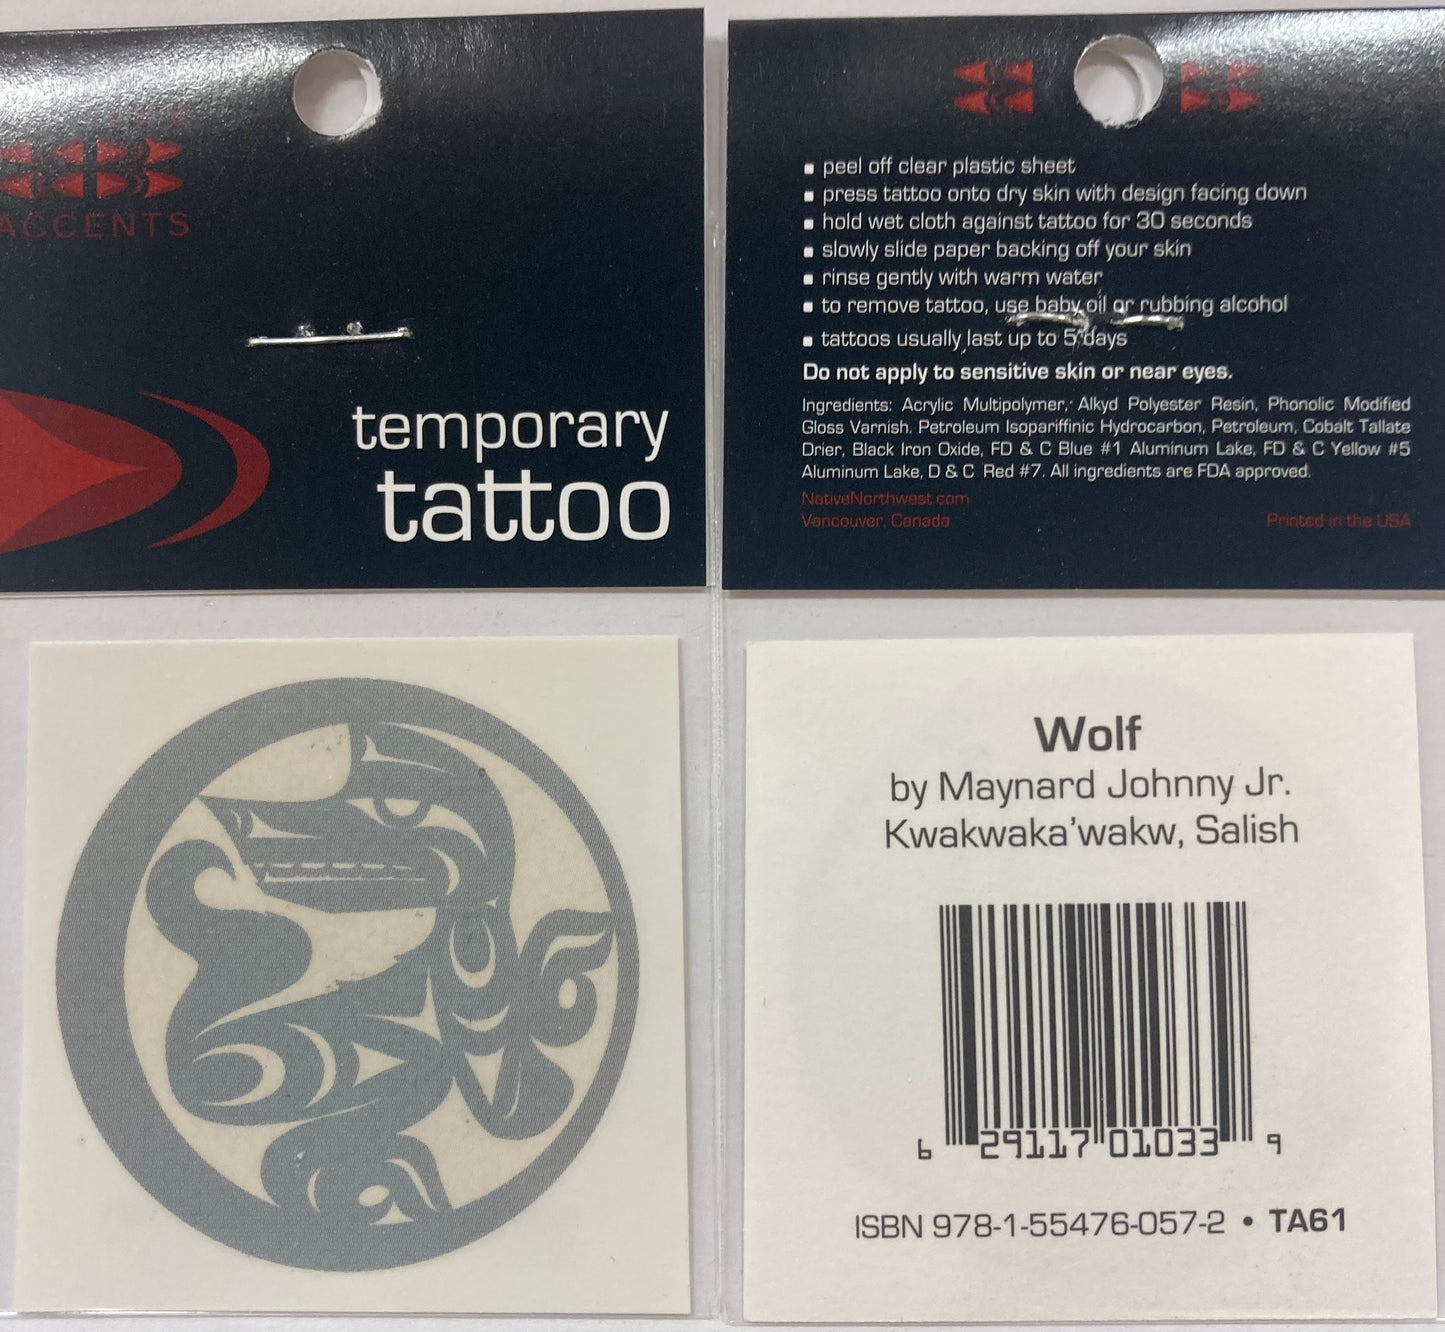 ACCENTS
temporary
tattoo
▪ peel off clear plastic sheet
▪ press tattoo onto dry skin with design facing down
▪ hold wet cloth against tattoo for 30 seconds
▪ slowly slide paper backing off your skin
▪ rinse gently with warm water
▪ to remove tattoo, use baby oil or rubbing alcohol
▪ tattoos usually last up to 5 days
Do not apply to sensitive skin or near eyes.
Ingredients: Acrylic Multipolymer, Alkyd Polyester Resin, Phonolic Modified
Gloss Varnish, Petroleum Isopariffinic Hydrocarbon, Petroleum, Cobalt Tallate
Drier, Black Iron Oxide, FD & C Blue #1 Aluminum Lake, FD & C Yellow #5
Aluminum Lake, D & C Red #7. All ingredients are FDA approved.
NativeNorthwest.com
Vancouver, Canada
Printed in the USA
Wolf
by Maynard Johnny Jr.
Kwakwaka'wakw, Salish
6 29117 01033 9
ISBN 978-1-55476-057-2 • TA61